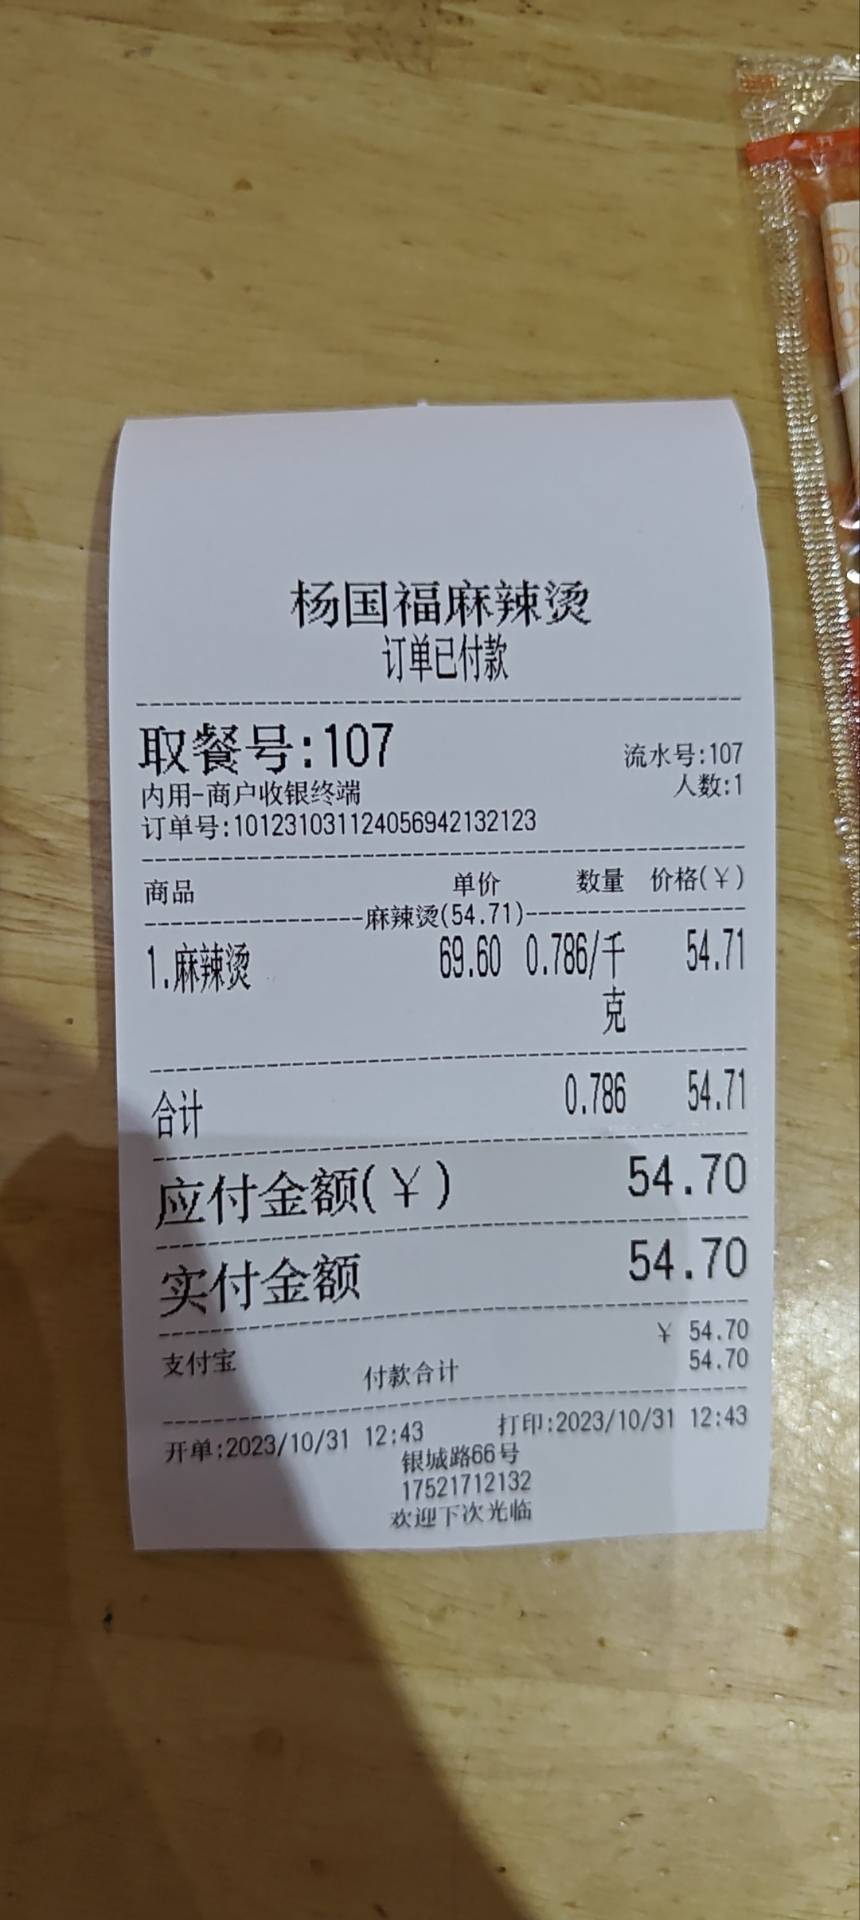 杨国福麻辣烫
订单已付款
取餐号:107
流水号:107
内用-商户收银终端
人数:1
订单号:101231031124056942132123
商品 单价 数量 价格(¥)
麻辣烫(54.71)
1.麻辣烫 69.60 0.786/千克 54.71
合计 0.786 54.71
应付金额(¥) 54.70
实付金额 54.70
支付宝 ¥ 54.70
付款合计 54.70
开单:2023/10/31 12:43 打印:2023/10/31 12:43
银城路66号
17521712132
欢迎下次光临